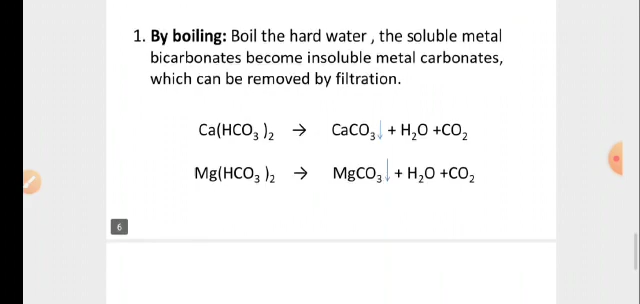 1. By boiling: Boil the hard water , the soluble metal
bicarbonates become insoluble metal carbonates,
which can be removed by filtration.
Ca(HCO₃ )₂ → CaCO₃↓ + H₂O +CO₂
Mg(HCO₃ )₂ → MgCO₃↓ + H₂O +CO₂
6